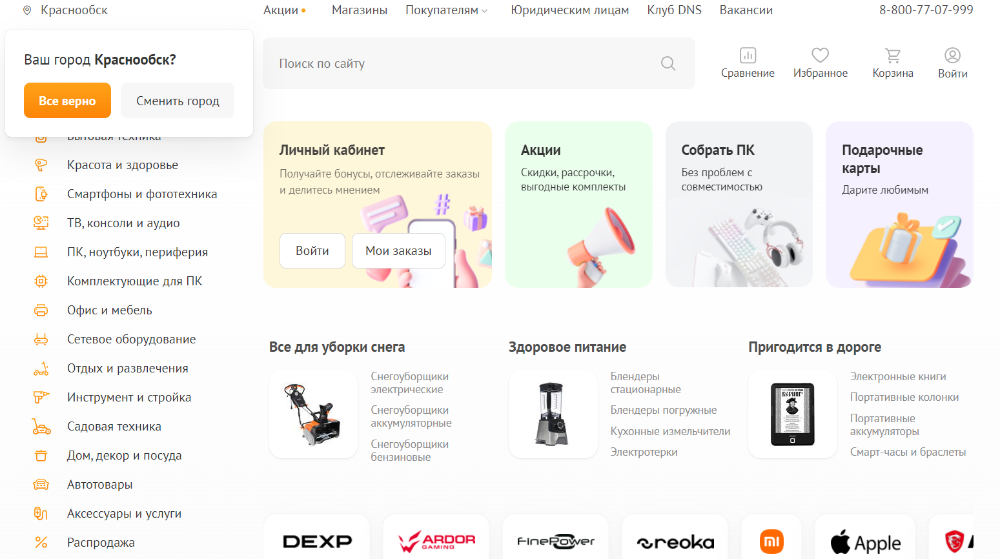 Краснообск
Акции
Магазины
Покупателям
Юридическим лицам
Клуб DNS
Вакансии
8-800-77-07-999
Ваш город Краснообск?
Все верно
Сменить город
Поиск по сайту
Сравнение
Избранное
Корзина
Войти
Бытовая техника
Красота и здоровье
Смартфоны и фототехника
ТВ, консоли и аудио
ПК, ноутбуки, периферия
Комплектующие для ПК
Офис и мебель
Сетевое оборудование
Отдых и развлечения
Инструмент и стройка
Садовая техника
Дом, декор и посуда
Автотовары
Аксессуары и услуги
Распродажа
Личный кабинет
Получайте бонусы, отслеживайте заказы
и делитесь мнением
Войти
Мои заказы
Акции
Скидки, рассрочки,
выгодные комплекты
Собрать ПК
Без проблем с
совместимостью
Подарочные
карты
Дарите любимым
Все для уборки снега
Снегоуборщики
электрические
Снегоуборщики
аккумуляторные
Снегоуборщики
бензиновые
Здоровое питание
Блендеры
стационарные
Блендеры погружные
Кухонные измельчители
Электротерки
Пригодится в дороге
Электронные книги
Портативные колонки
Портативные
аккумуляторы
Смарт-часы и браслеты
DEXP
ARDOR
GAMING
FinePower
reoka
mi
Apple